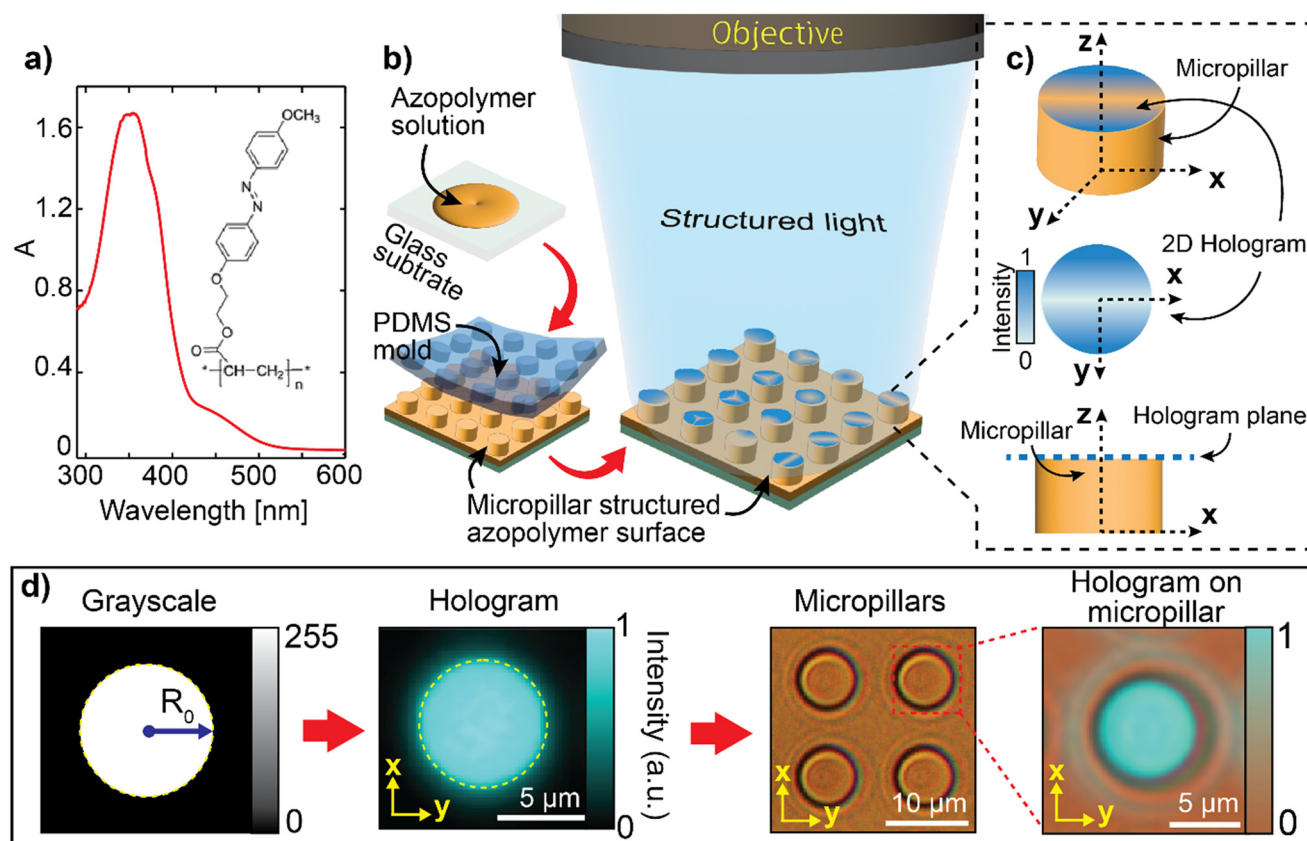 a)
1.6
1.2
0.8
0.4
0
A
300
400
500
600
Wavelength [nm]
OCH₃
N
N
O
O
O
* [CH—CH₂]n *
b)
Objective
Azopolymer
solution
Glass
subtrate
PDMS
mold
Structured light
Micropillar structured
azopolymer surface
c)
z
Micropillar
x
y
2D Hologram
1
Intensity
0
x
y
z
Hologram plane
Micropillar
x
d)
Grayscale
255
R₀
0
Hologram
1
Intensity (a.u.)
0
x
y
5 µm
Micropillars
x
y
10 µm
Hologram on
micropillar
1
0
x
y
5 µm